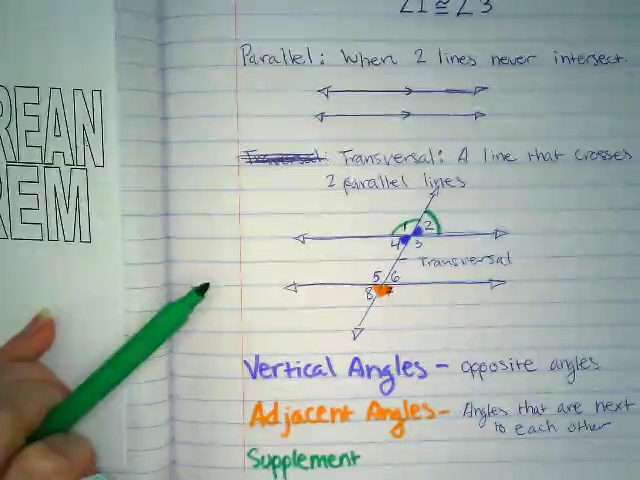 ∠1 ≅ ∠3
REAN
REM
Parallel: When 2 lines never intersect.
Transversal: A line that crosses
2 parallel lines
1 2
4 3
Transversal
5 6
8
Vertical Angles - opposite angles
Adjacent Angles- Angles that are next
to each other
Supplement